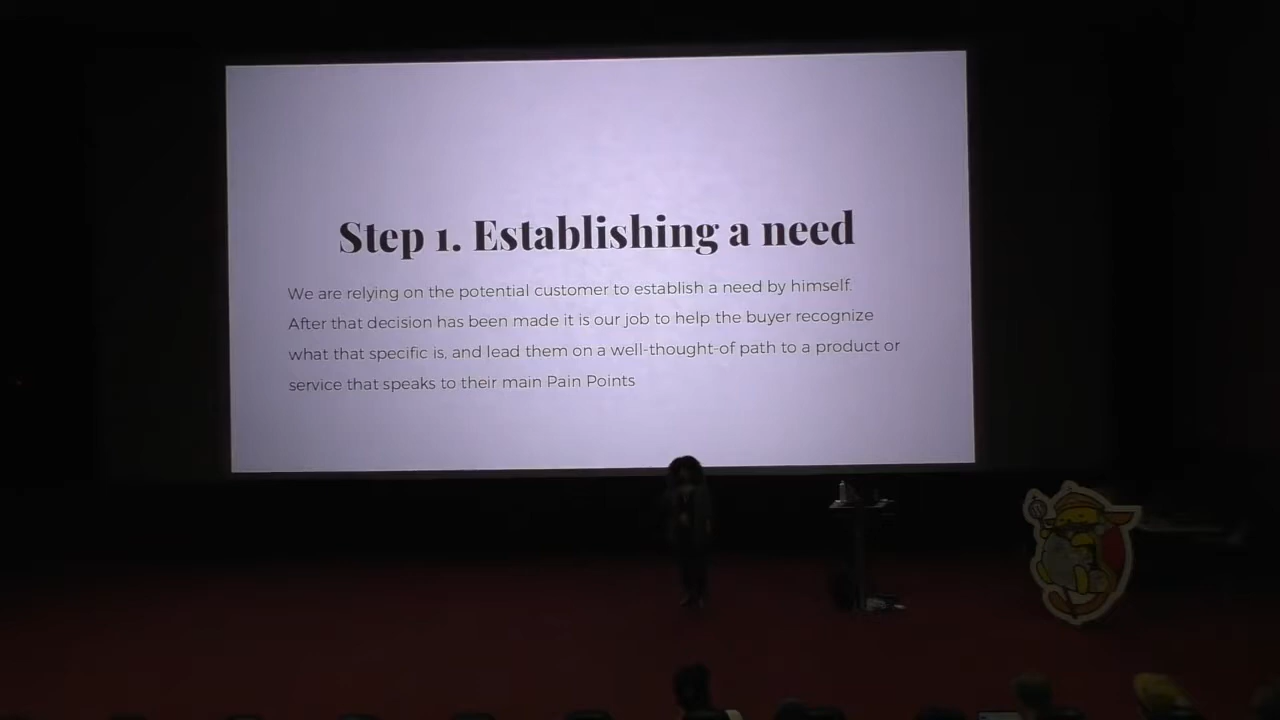 Step 1. Establishing a need
We are relying on the potential customer to establish a need by himself.
After that decision has been made it is our job to help the buyer recognize
what that specific is, and lead them on a well-thought-of path to a product or
service that speaks to their main Pain Points